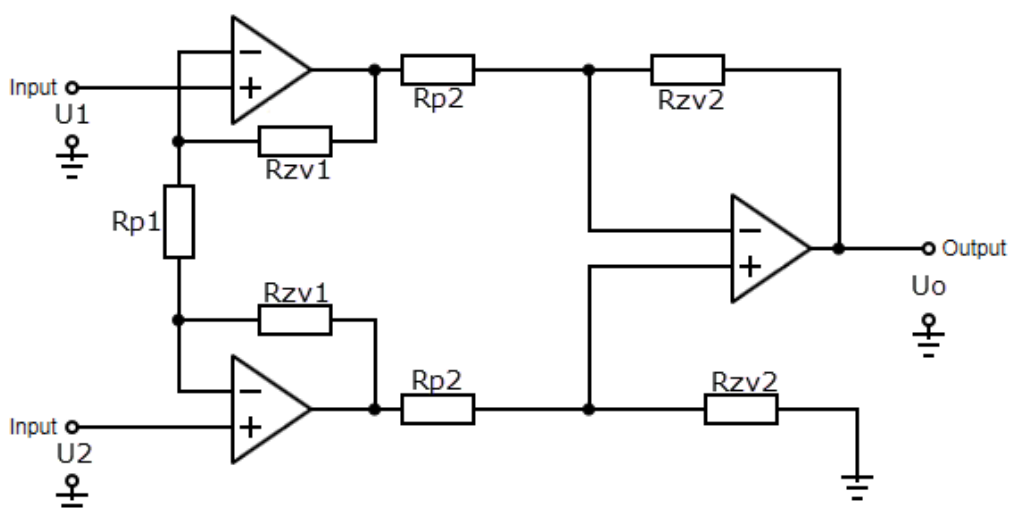 Input
U1
Rp2
Rzv2
Rzv1
Rp1
Output
Uo
Rzv1
Rp2
Rzv2
Input
U2